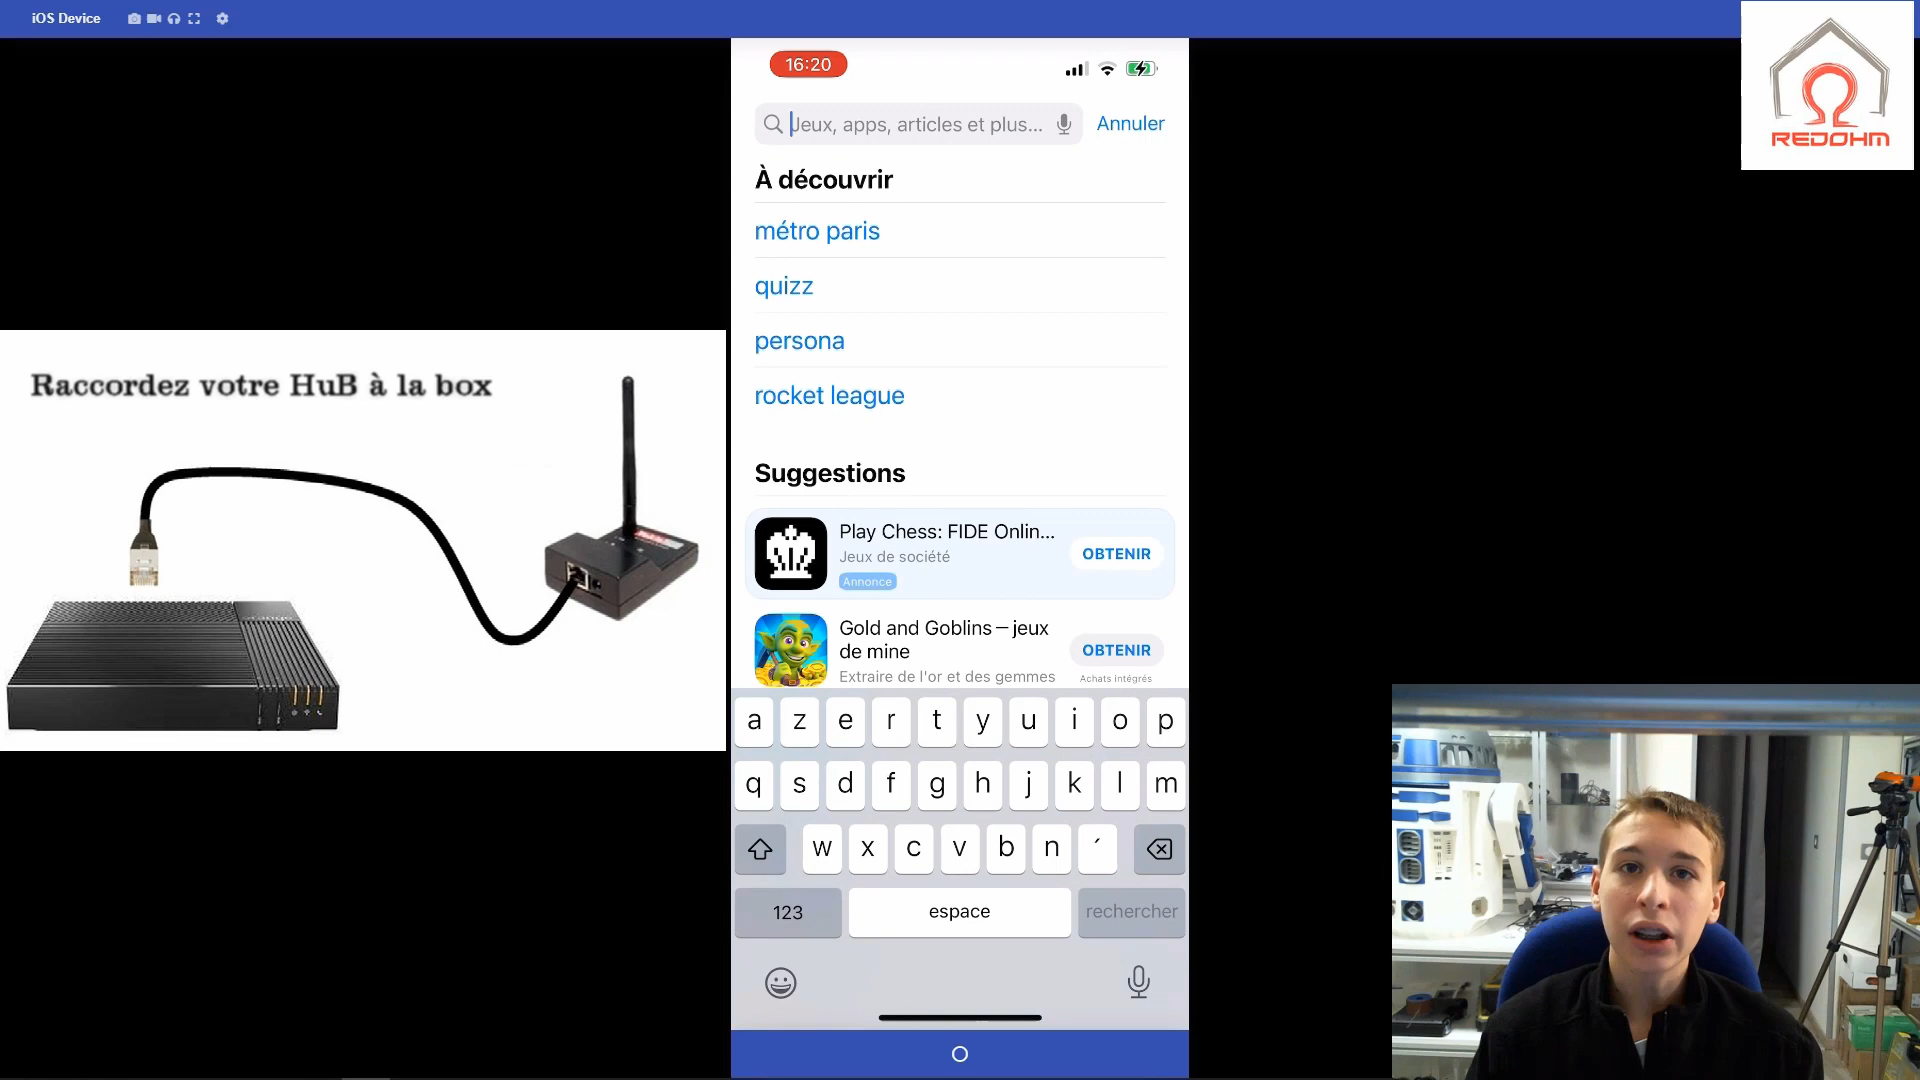 iOS Device
REDOHM
16:20
Jeux, apps, articles et plus...
Annuler
À découvrir
métro paris
quizz
persona
rocket league
Suggestions
Play Chess: FIDE Onlin...
Jeux de société
Annonce
OBTENIR
Gold and Goblins – jeux
de mine
Extraire de l'or et des gemmes
OBTENIR
Achats intégrés
a z e r t y u i o p
q s d f g h j k l m
w x c v b n ´
123
espace
rechercher
Raccordez votre HuB à la box